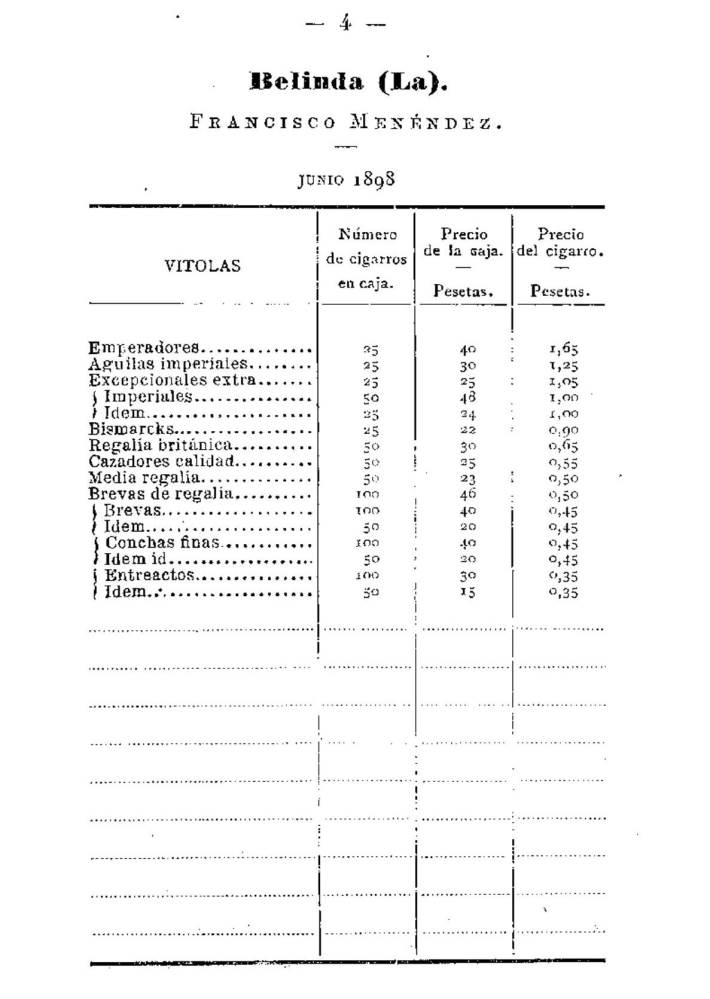 — 4 —
Belinda (La).
FRANCISCO MENÉNDEZ.
JUNIO 1898
VITOLAS Número de cigarros en caja. Precio de la caja. — Pesetas. Precio del cigarro. — Pesetas.
Emperadores............... 25 40 1,65
Aguilas imperiales........ 25 30 1,25
Excepcionales extra....... 25 25 1,05
{ Imperiales............... 50 48 1,00
{ Idem..................... 25 24 1,00
Bismarcks................. 25 22 0,90
Regalía británica.......... 50 30 0,65
Cazadores calidad.......... 50 25 0,55
Media regalía.............. 50 23 0,50
Brevas de regalia.......... 100 46 0,50
{ Brevas................... 100 40 0,45
{ Idem..................... 50 20 0,45
{ Conchas finas............ 100 40 0,45
{ Idem id.................. 50 20 0,45
{ Entreactos............... 100 30 0,35
{ Idem..................... 50 15 0,35